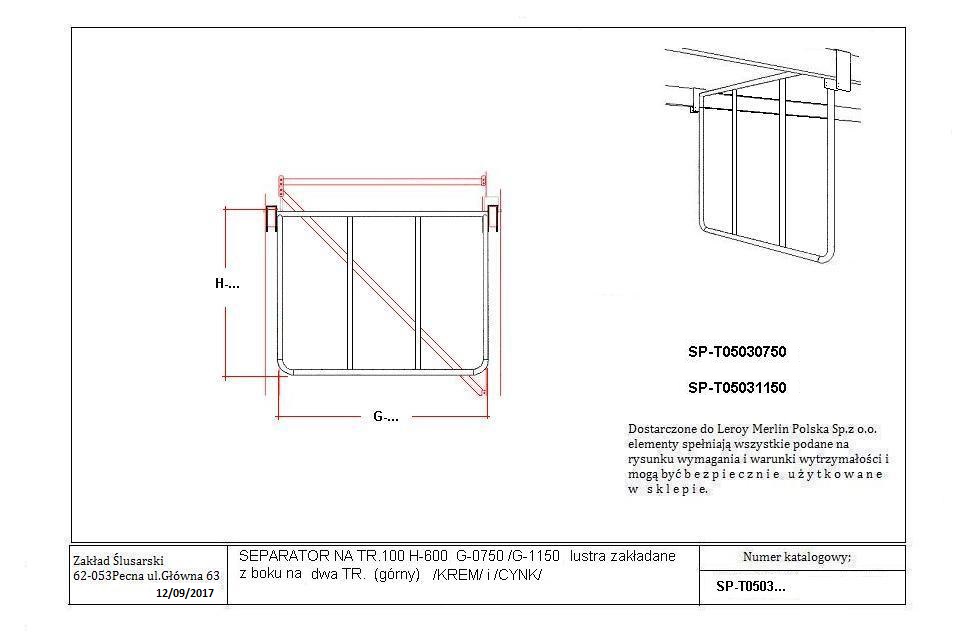 H-...
G-...
SP-T05030750
SP-T05031150
Dostarczone do Leroy Merlin Polska Sp.z o.o.
elementy spełniają wszystkie podane na
rysunku wymagania i warunki wytrzymałości i
mogą być b e z p i e c z n i e u ż y t k o w a n e
w s k l e p i e.
Zakład Ślusarski
62-053Pecna ul.Główna 63
12/09/2017
SEPARATOR NA TR.100 H-600 G-0750 /G-1150 lustra zakładane
z boku na dwa TR. (górny) /KREM/ i /CYNK/
Numer katalogowy;
SP-T0503...